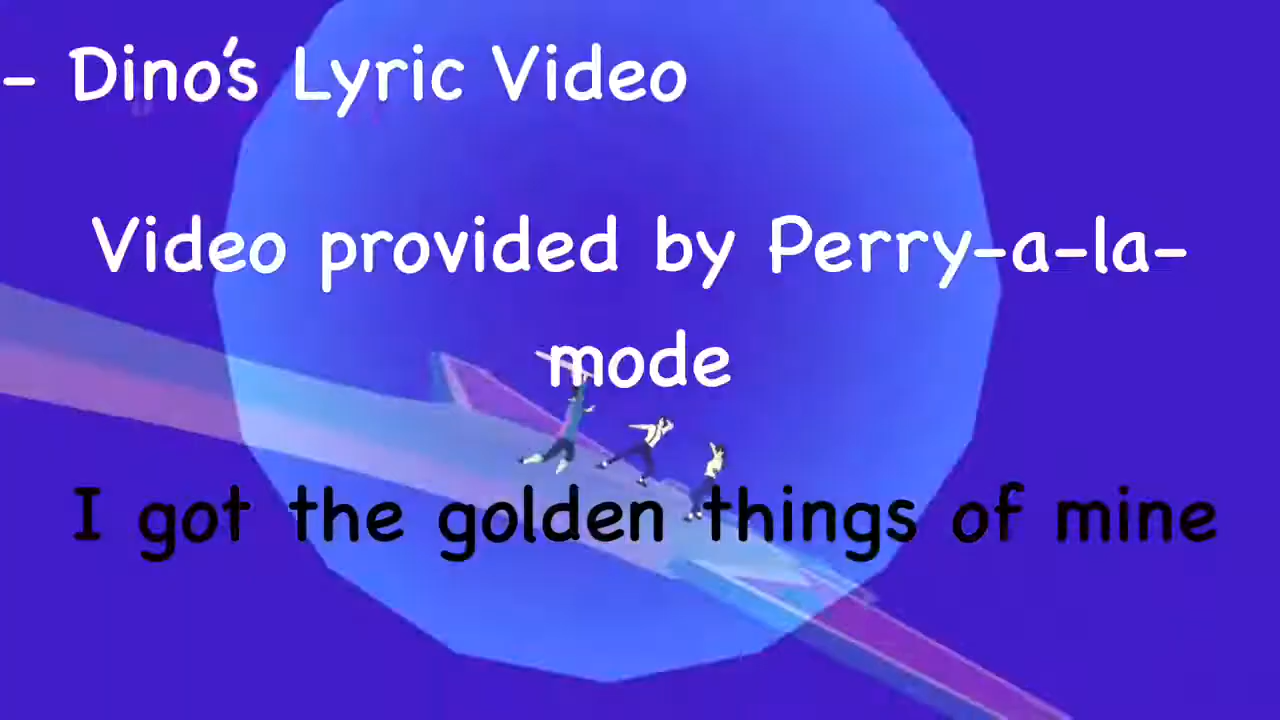 - Dino's Lyric Video
Video provided by Perry-a-la-
mode
I got the golden things of mine